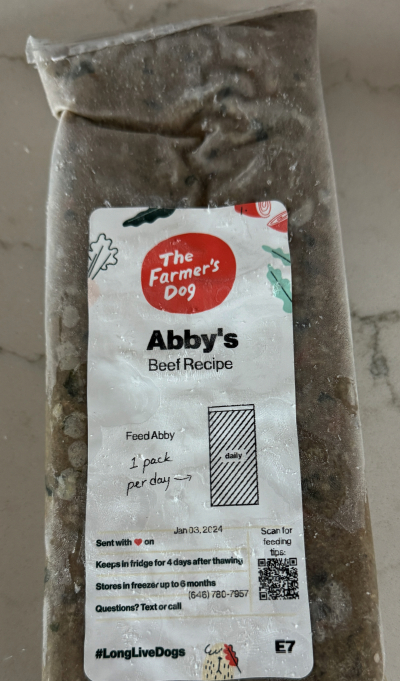 The
Farmer's
Dog
Abby's
Beef Recipe
Feed Abby
1 pack
per day →
daily
Jan 03, 2024
Sent with ❤ on
Scan for
feeding
tips:
Keeps in fridge for 4 days after thawing
Stores in freezer up to 6 months
(646) 780-7957
Questions? Text or call
#LongLiveDogs
E7